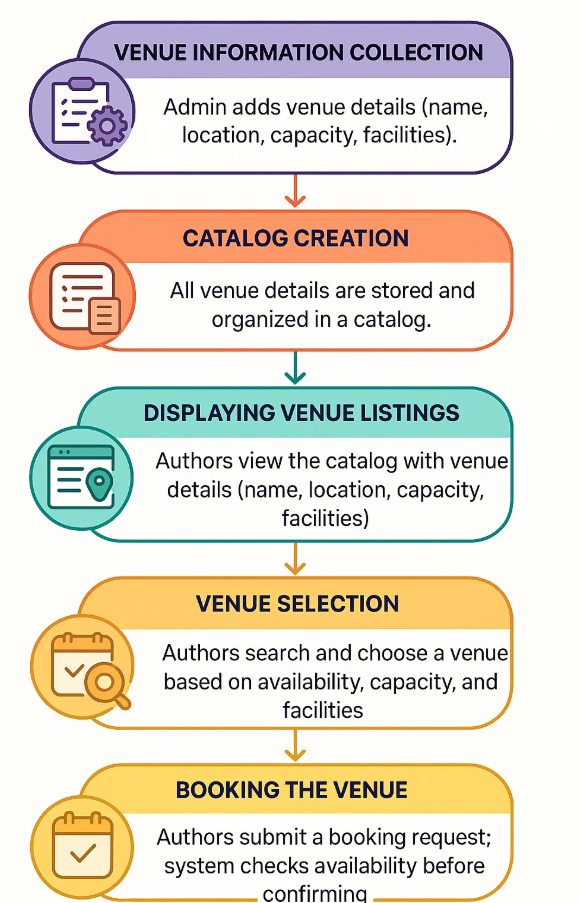 VENUE INFORMATION COLLECTION
Admin adds venue details (name,
location, capacity, facilities).
CATALOG CREATION
All venue details are stored and
organized in a catalog.
DISPLAYING VENUE LISTINGS
Authors view the catalog with venue
details (name, location, capacity,
facilities)
VENUE SELECTION
Authors search and choose a venue
based on availability, capacity, and
facilities
BOOKING THE VENUE
Authors submit a booking request;
system checks availability before
confirming